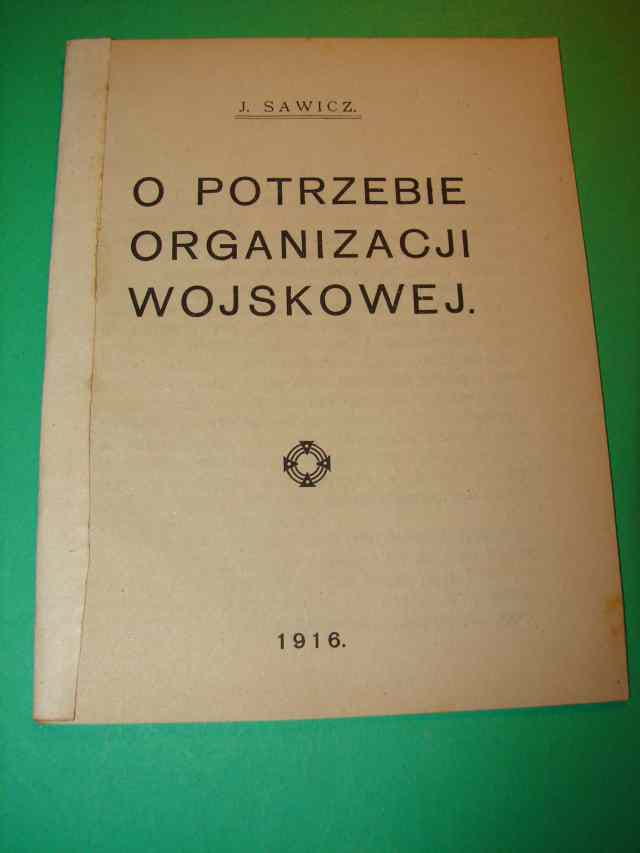 J. SAWICZ.
O POTRZEBIE
ORGANIZACJI
WOJSKOWEJ.
1916.